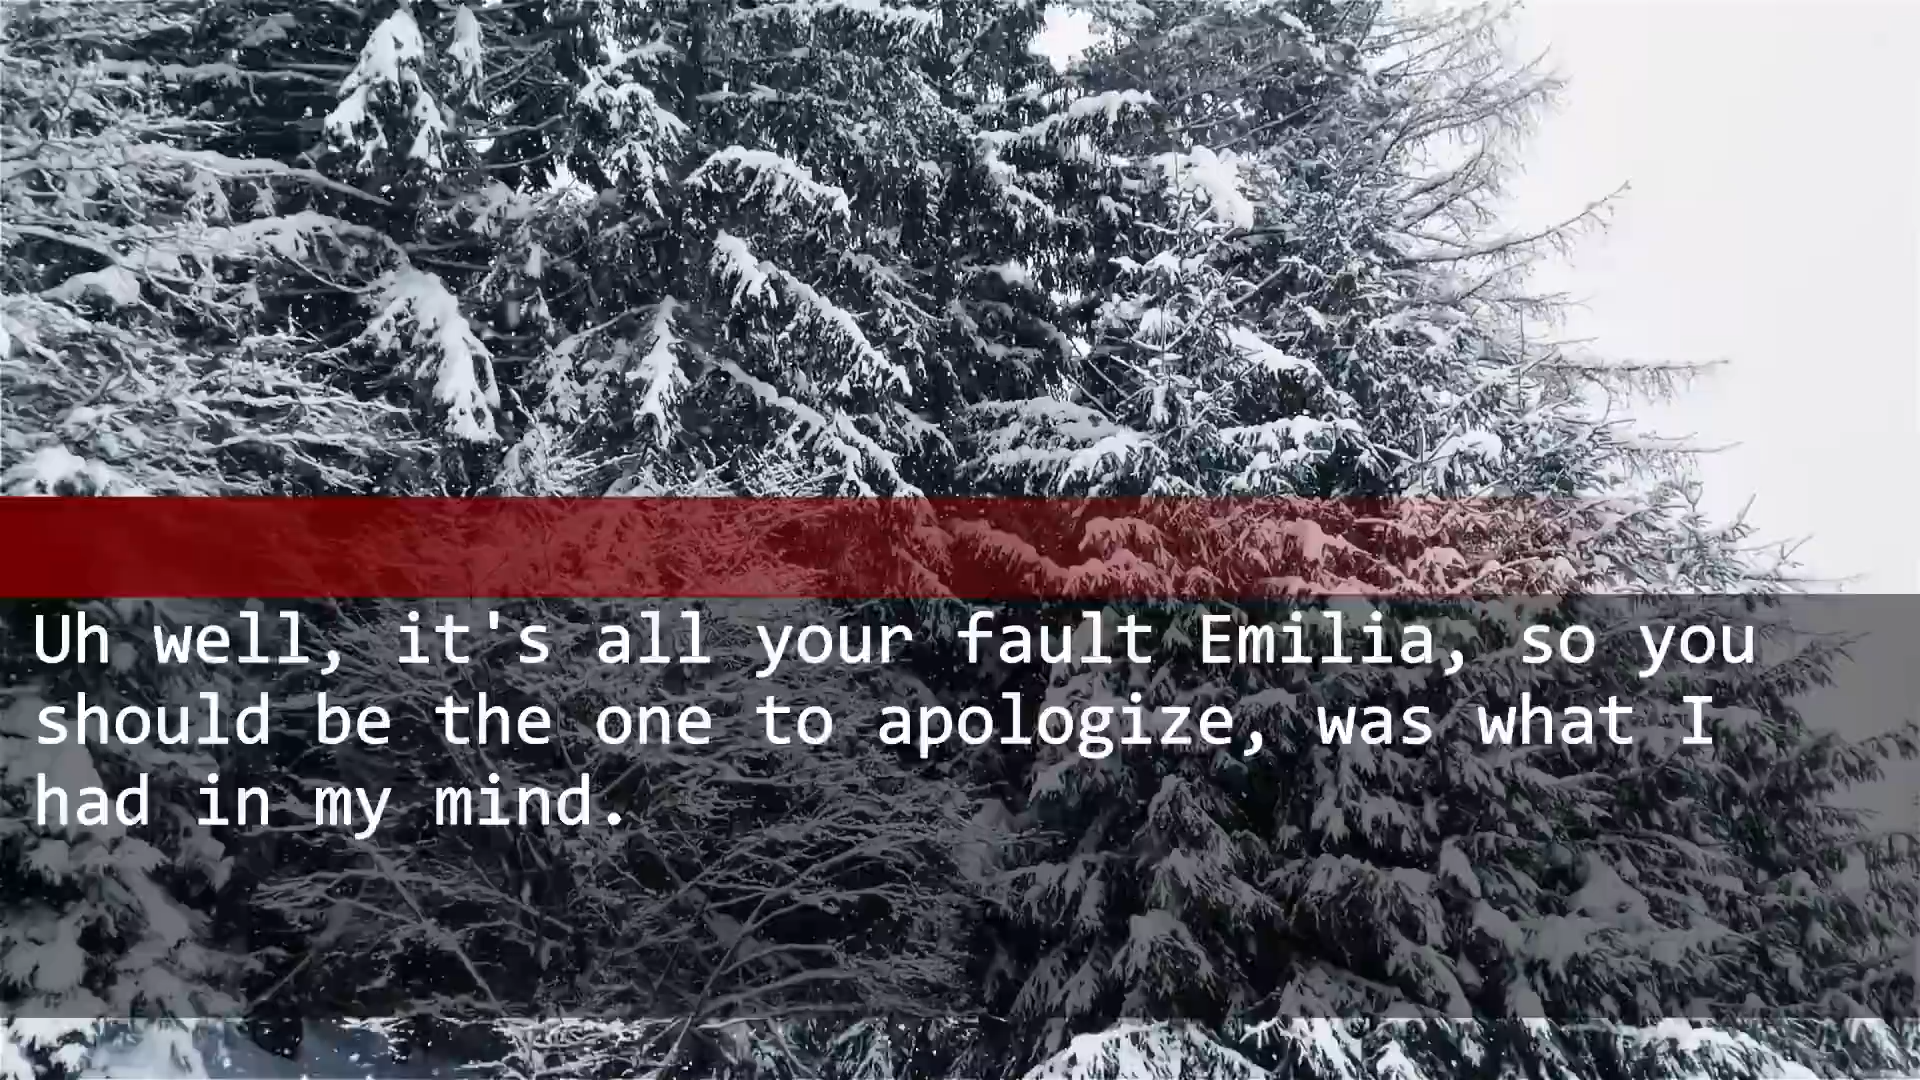 Uh well, it's all your fault Emilia, so you
should be the one to apologize, was what I
had in my mind.